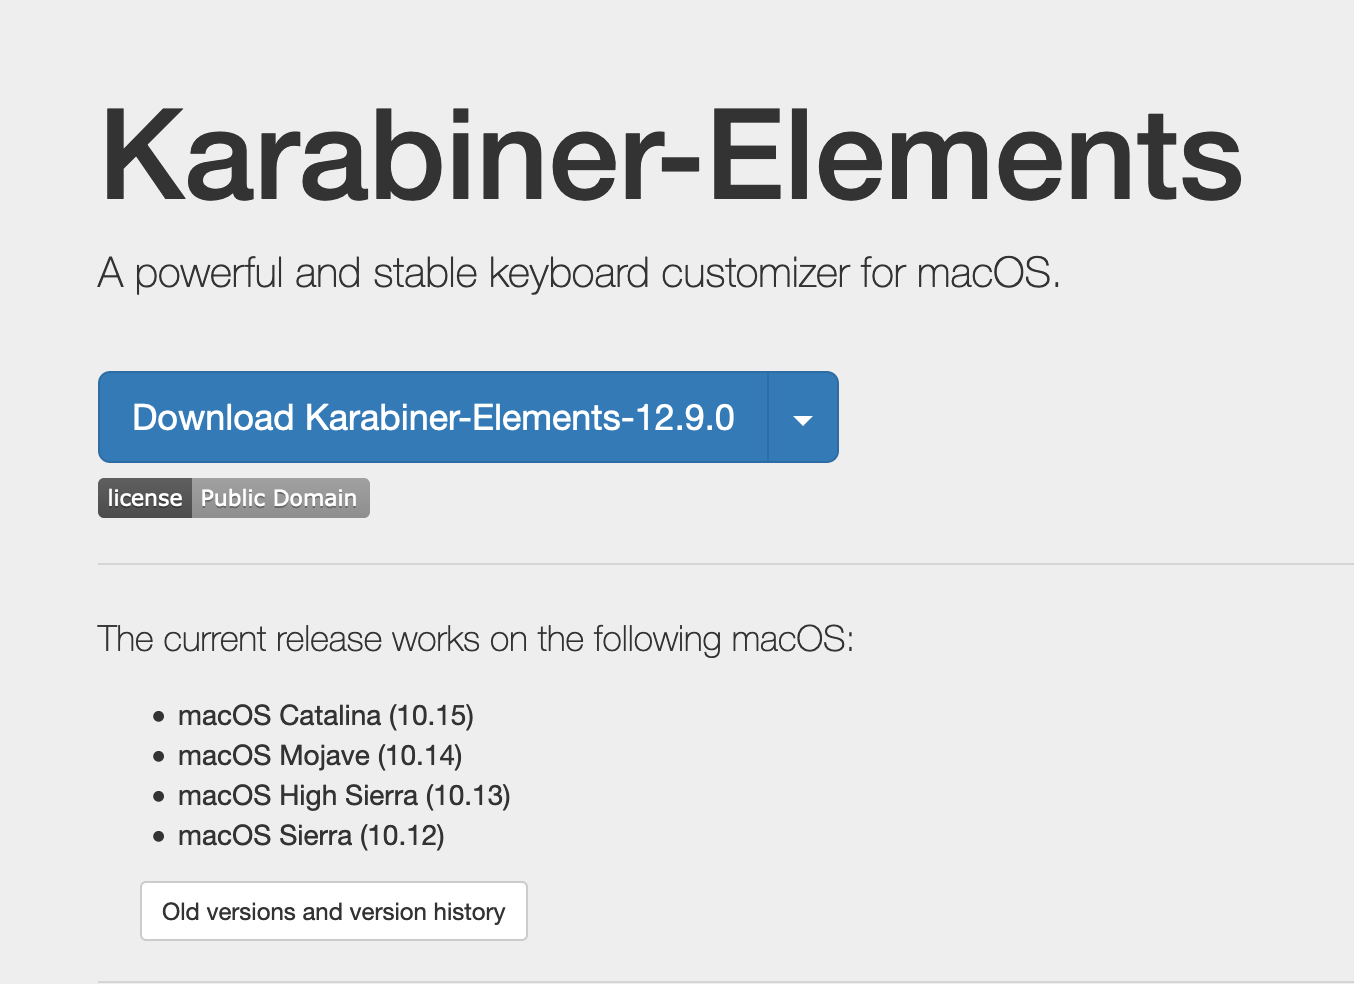 Karabiner-Elements
A powerful and stable keyboard customizer for macOS.
Download Karabiner-Elements-12.9.0
license Public Domain
The current release works on the following macOS:
• macOS Catalina (10.15)
• macOS Mojave (10.14)
• macOS High Sierra (10.13)
• macOS Sierra (10.12)
Old versions and version history